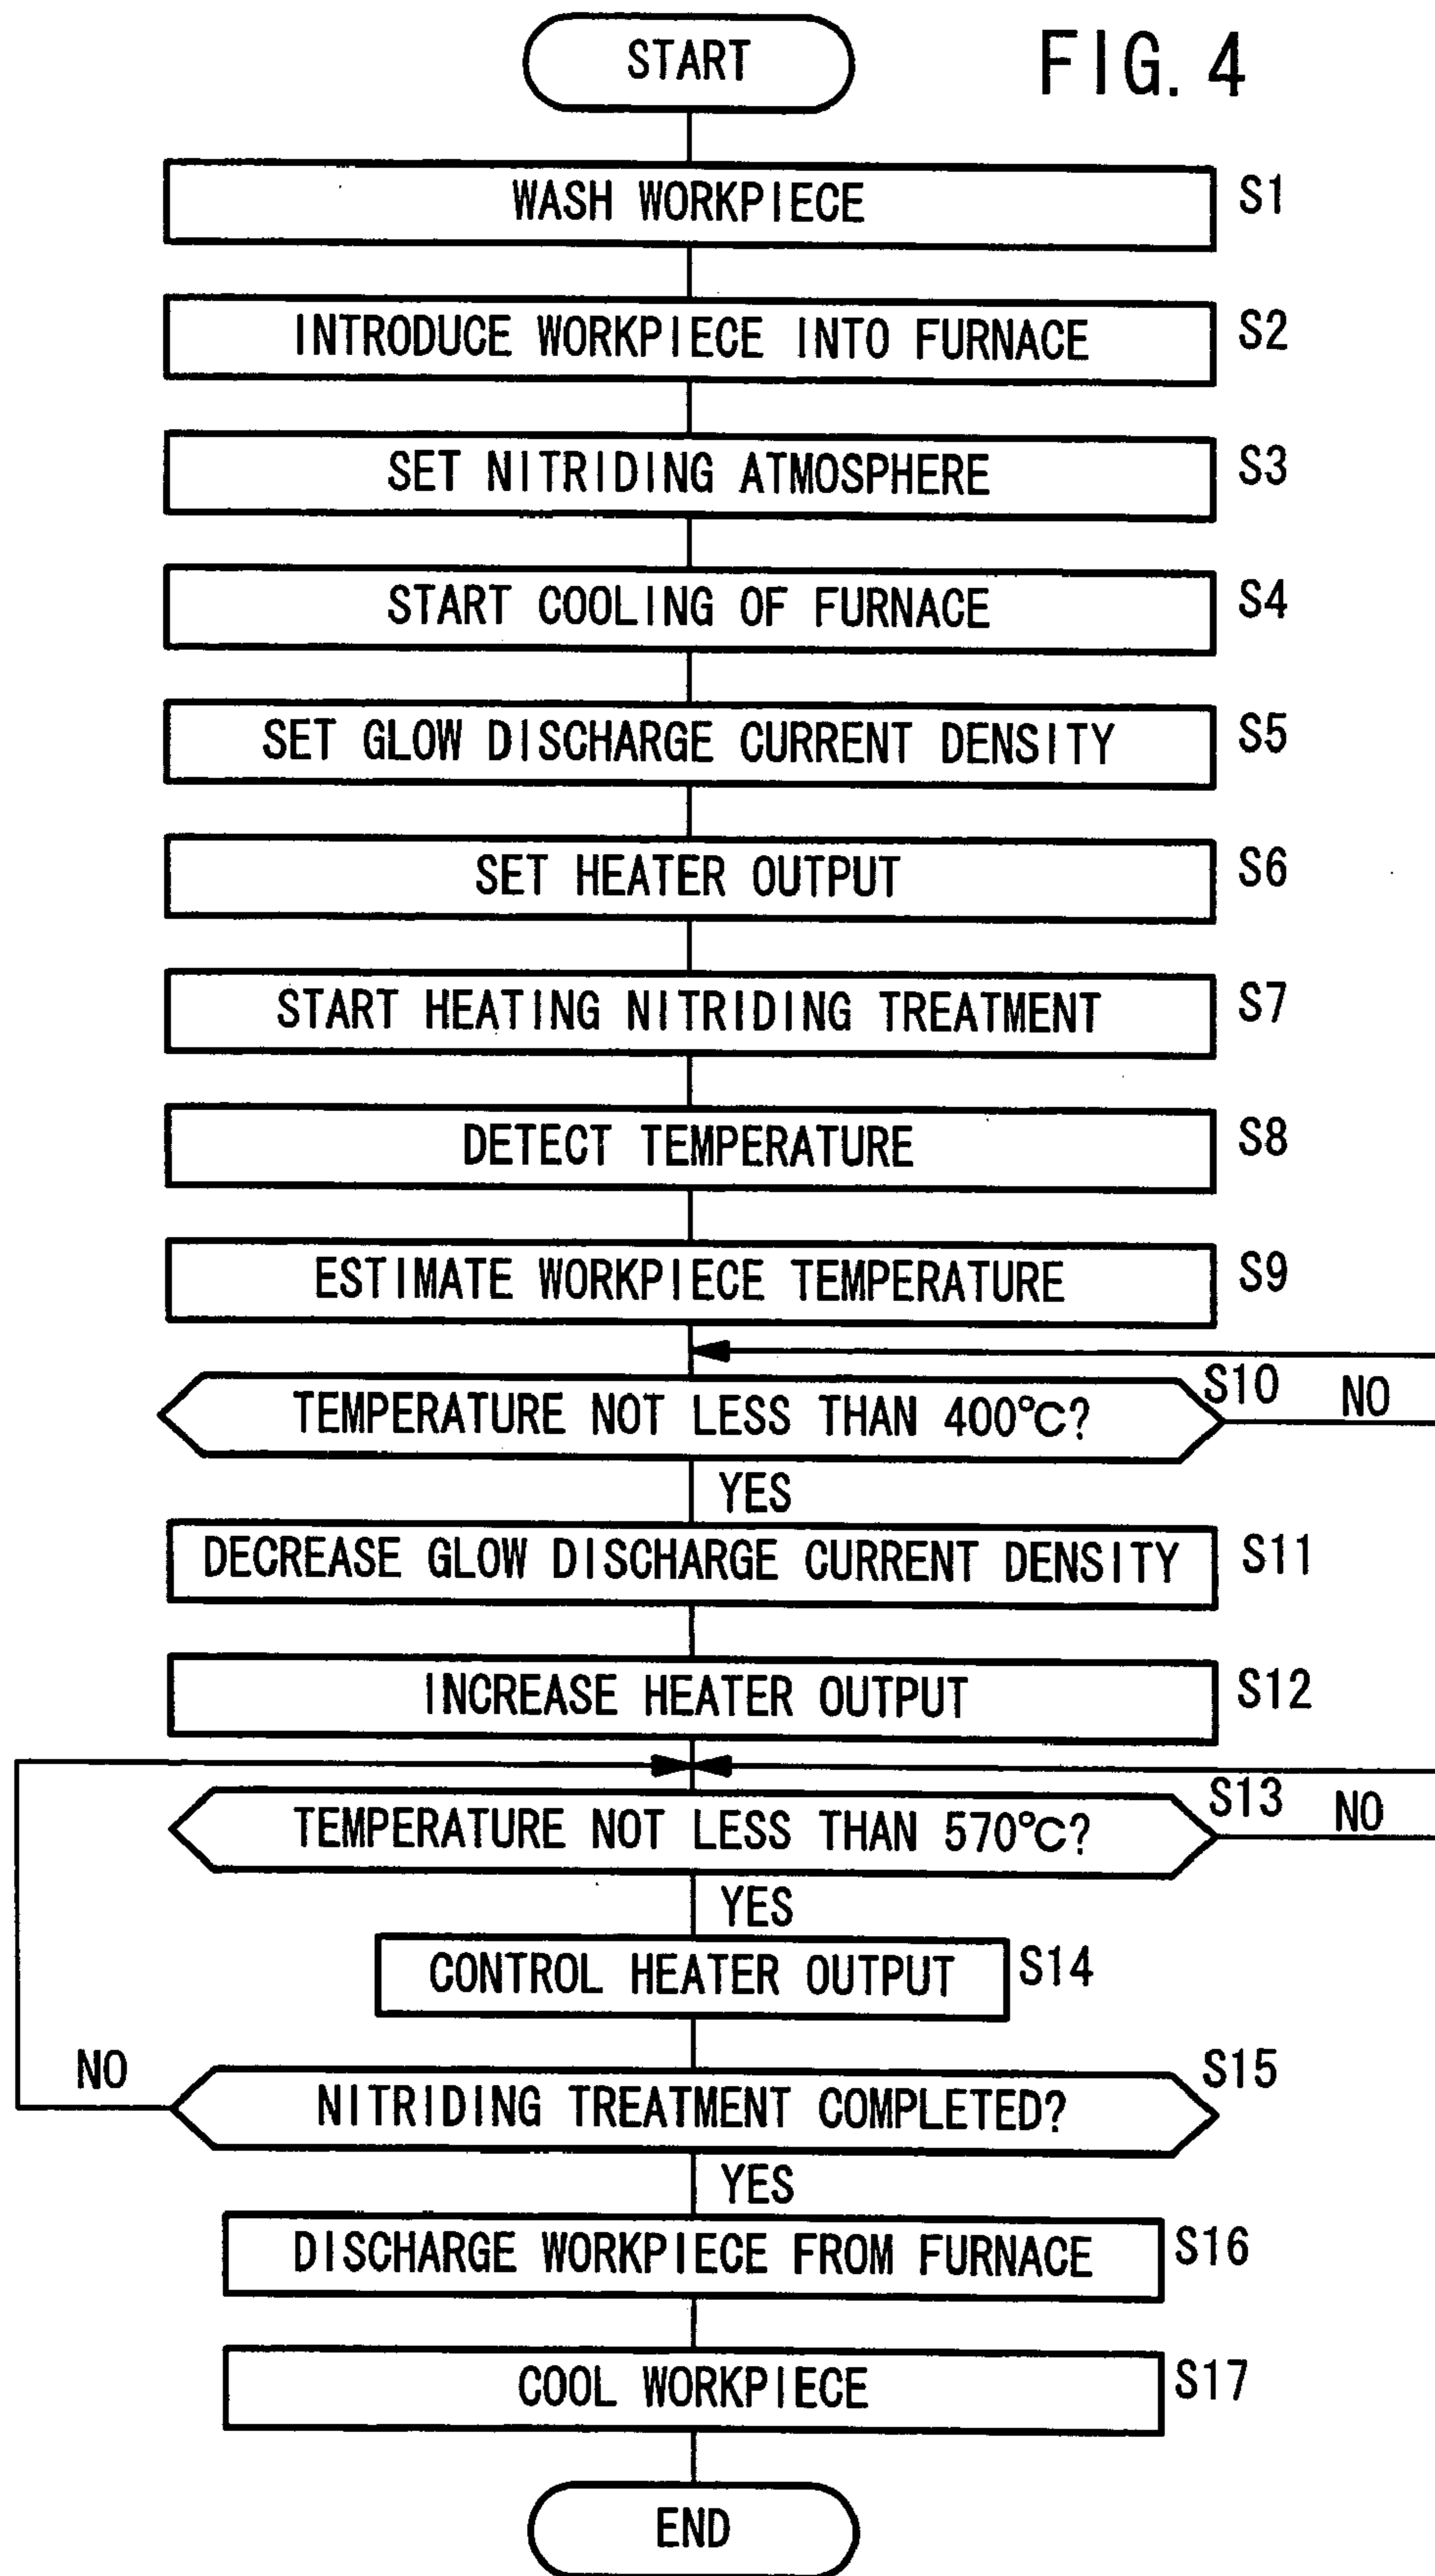 START
FIG. 4
WASH WORKPIECE
S1
INTRODUCE WORKPIECE INTO FURNACE
S2
SET NITRIDING ATMOSPHERE
S3
START COOLING OF FURNACE
S4
SET GLOW DISCHARGE CURRENT DENSITY
S5
SET HEATER OUTPUT
S6
START HEATING NITRIDING TREATMENT
S7
DETECT TEMPERATURE
S8
ESTIMATE WORKPIECE TEMPERATURE
S9
TEMPERATURE NOT LESS THAN 400°C?
S10
NO
YES
DECREASE GLOW DISCHARGE CURRENT DENSITY
S11
INCREASE HEATER OUTPUT
S12
TEMPERATURE NOT LESS THAN 570°C?
S13
NO
YES
CONTROL HEATER OUTPUT
S14
NO
NITRIDING TREATMENT COMPLETED?
S15
YES
DISCHARGE WORKPIECE FROM FURNACE
S16
COOL WORKPIECE
S17
END